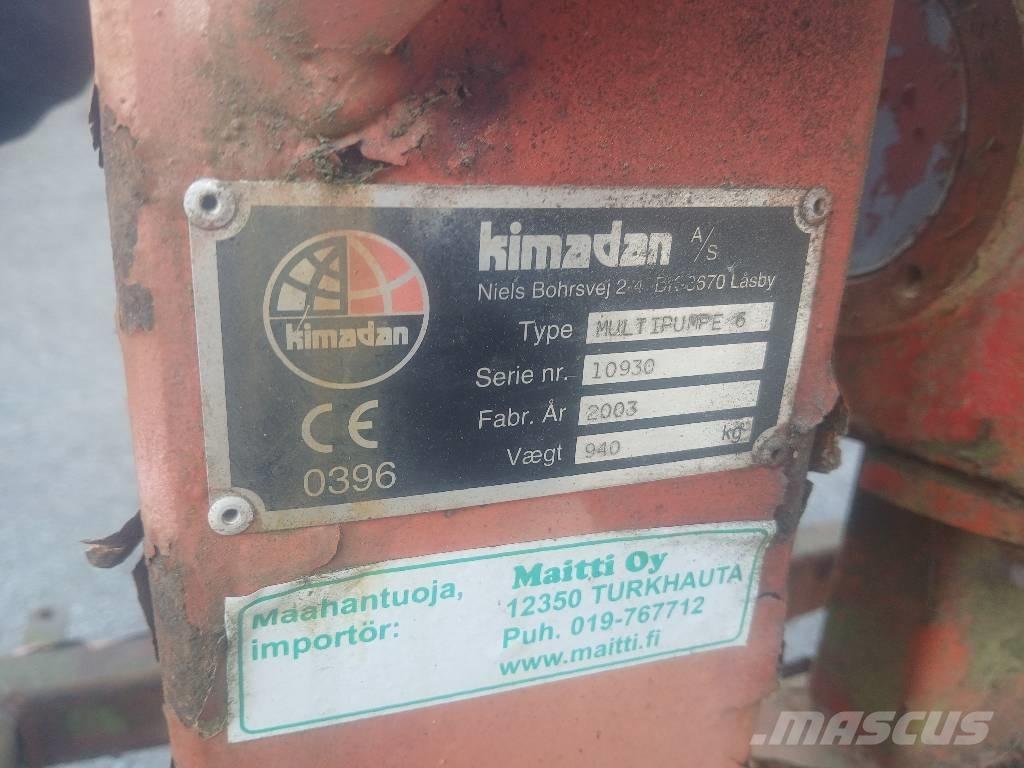 kimadan A/S
Niels Bohrsvej 2-4 DK-8670 Låsby
Type MULTIPUMPE 6
Serie nr. 10930
Fabr. År 2003
Vægt 940 kg
kimadan
CE
0396
Maahantuoja,
importör:
Maitti Oy
12350 TURKHAUTA
Puh. 019-767712
www.maitti.fi
MASCUS